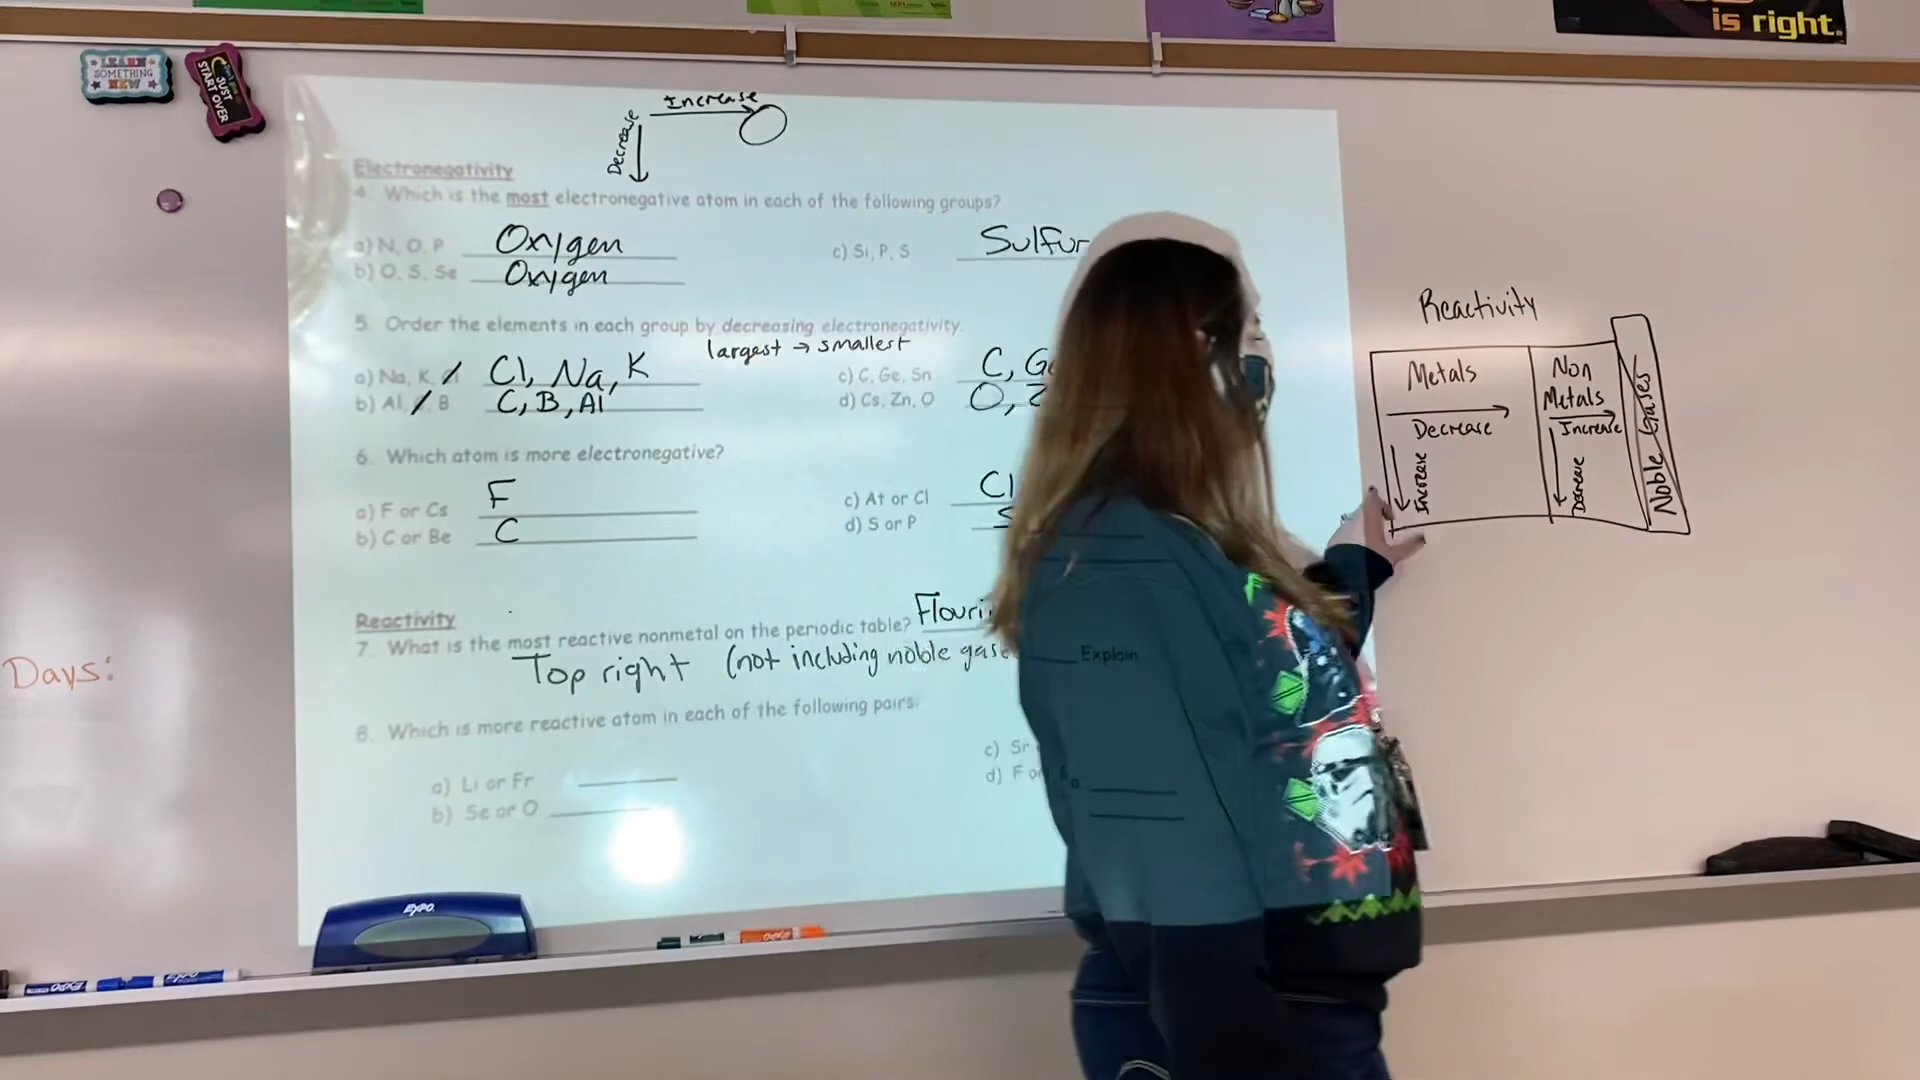 is right.
LEARN
SOMETHING
NEW
JUST
START OVER
Increase
Decrease
Electronegativity
4. Which is the most electronegative atom in each of the following groups?
a) N, O, P Oxygen
b) O, S, Se Oxygen
c) Si, P, S Sulfur
5. Order the elements in each group by decreasing electronegativity.
largest → smallest
a) Na, K, Cl, Na, K
b) Al, B C, B, Al
c) C, Ge, Sn C, Ge
d) Cs, Zn, O O,
6. Which atom is more electronegative?
a) F or Cs F
b) C or Be C
c) At or Cl Cl
d) S or P S
Reactivity
7. What is the most reactive nonmetal on the periodic table? Flouri
Explain
Top right (not including noble gase
8. Which is more reactive atom in each of the following pairs.
a) Li or Fr
b) Se or O
c) Sr
d) F or
Reactivity
Metals
Decrease
Increase
Non
Metals
Increase
Decrease
Noble Gases
Days:
EXPO
EXPO
EXPO